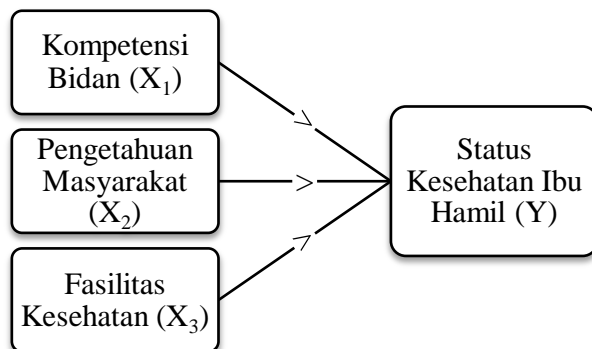 Kompetensi
Bidan (X₁)
Pengetahuan
Masyarakat
(X₂)
Fasilitas
Kesehatan (X₃)
Status
Kesehatan Ibu
Hamil (Y)